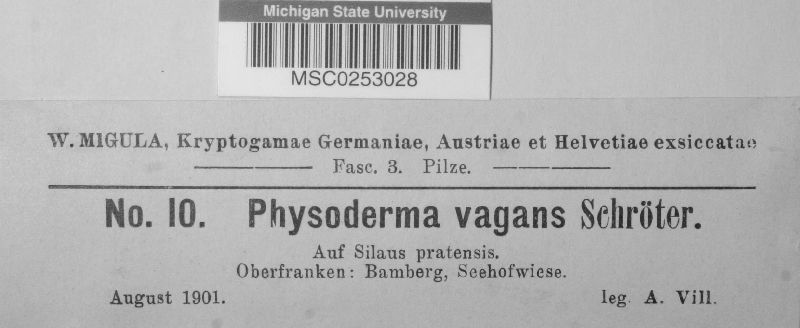 Michigan State University
MSC0253028
W. MIGULA, Kryptogamae Germaniae, Austriae et Helvetiae exsiccatae
Fasc. 3. Pilze.
No. 10. Physoderma vagans Schröter.
Auf Silaus pratensis.
Oberfranken: Bamberg, Seehofwiese.
August 1901. leg. A. Vill.